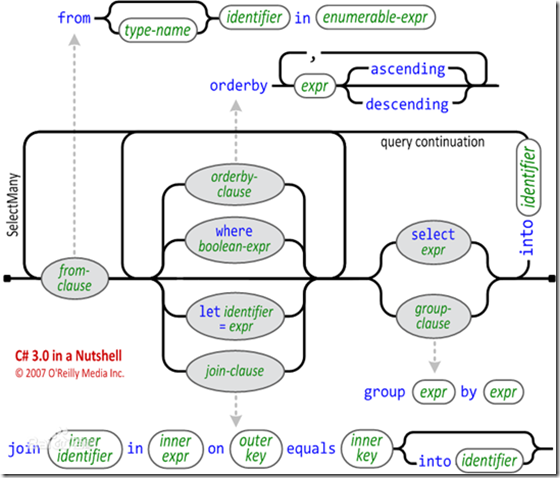 from type-name identifier in enumerable-expr
,
orderby expr ascending
descending
query continuation
SelectMany
identifier
into
orderby-
clause
where
boolean-expr
let identifier
= expr
join-clause
from-
clause
select
expr
group-
clause
C# 3.0 in a Nutshell
© 2007 O'Reilly Media Inc.
group expr by expr
join inner identifier in inner expr on outer key equals inner key into identifier